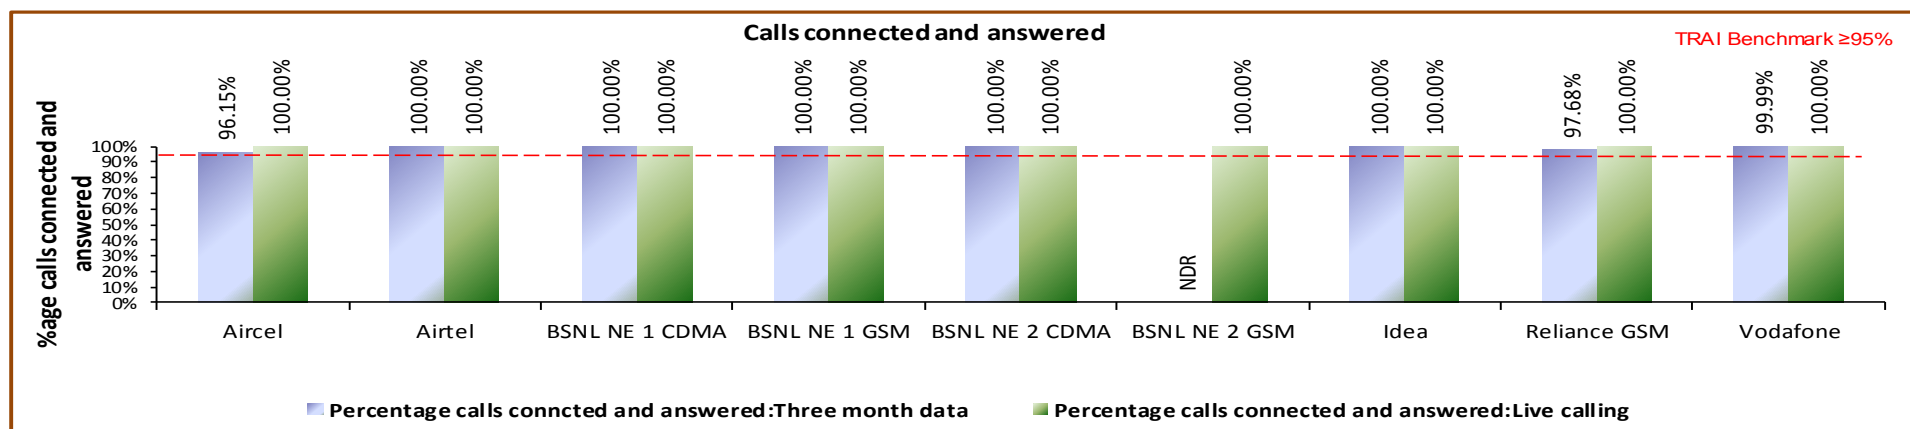 Calls connected and answered
TRAI Benchmark ≥95%
%age calls connected and
answered
100%
90%
80%
70%
60%
50%
40%
30%
20%
10%
0%
96.15% 100.00% 100.00% 100.00% 100.00% 100.00% 100.00% 100.00% 100.00% 100.00% NDR 100.00% 100.00% 100.00% 97.68% 100.00% 99.99% 100.00%
Aircel Airtel BSNL NE 1 CDMA BSNL NE 1 GSM BSNL NE 2 CDMA BSNL NE 2 GSM Idea Reliance GSM Vodafone
Percentage calls conncted and answered:Three month data Percentage calls connected and answered:Live calling